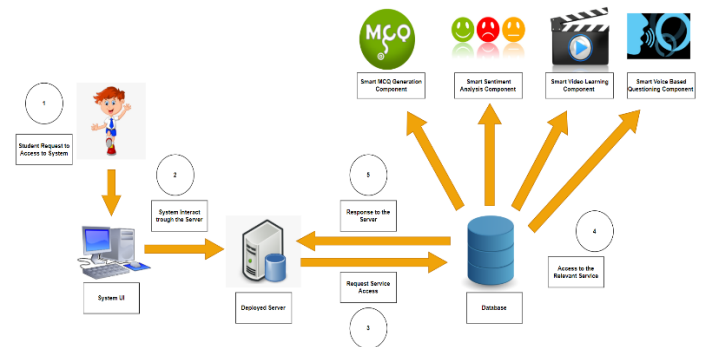 MCQ
Smart MCQ Generation
Component
Smart Sentiment
Analysis Component
Smart Video Learning
Component
Smart Voice Based
Questioning Component
1
Student Request to
Access to System
2
System Interact
trough the Server
5
Response to the
Server
4
Access to the
Relevant Service
System UI
Deployed Server
Request Service
Access
3
Database